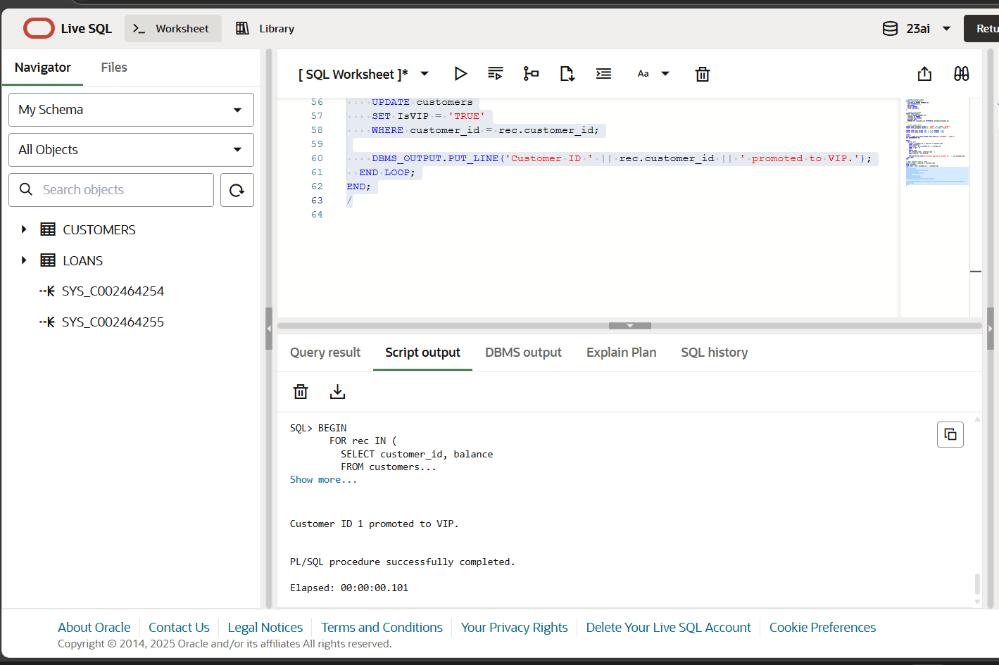 Live SQL
Worksheet
Library
23ai
Retu
Navigator
Files
My Schema
All Objects
Search objects
CUSTOMERS
LOANS
SYS_C002464254
SYS_C002464255
[ SQL Worksheet ]*
Aa
56 UPDATE customers
57 SET IsVIP = 'TRUE'
58 WHERE customer_id = rec.customer_id;
59
60 DBMS_OUTPUT.PUT_LINE('Customer ID ' || rec.customer_id || ' promoted to VIP.');
61 END LOOP;
62 END;
63 /
64
Query result
Script output
DBMS output
Explain Plan
SQL history
SQL> BEGIN
FOR rec IN (
SELECT customer_id, balance
FROM customers...
Show more...
Customer ID 1 promoted to VIP.
PL/SQL procedure successfully completed.
Elapsed: 00:00:00.101
About Oracle
Contact Us
Legal Notices
Terms and Conditions
Your Privacy Rights
Delete Your Live SQL Account
Cookie Preferences
Copyright © 2014, 2025 Oracle and/or its affiliates All rights reserved.